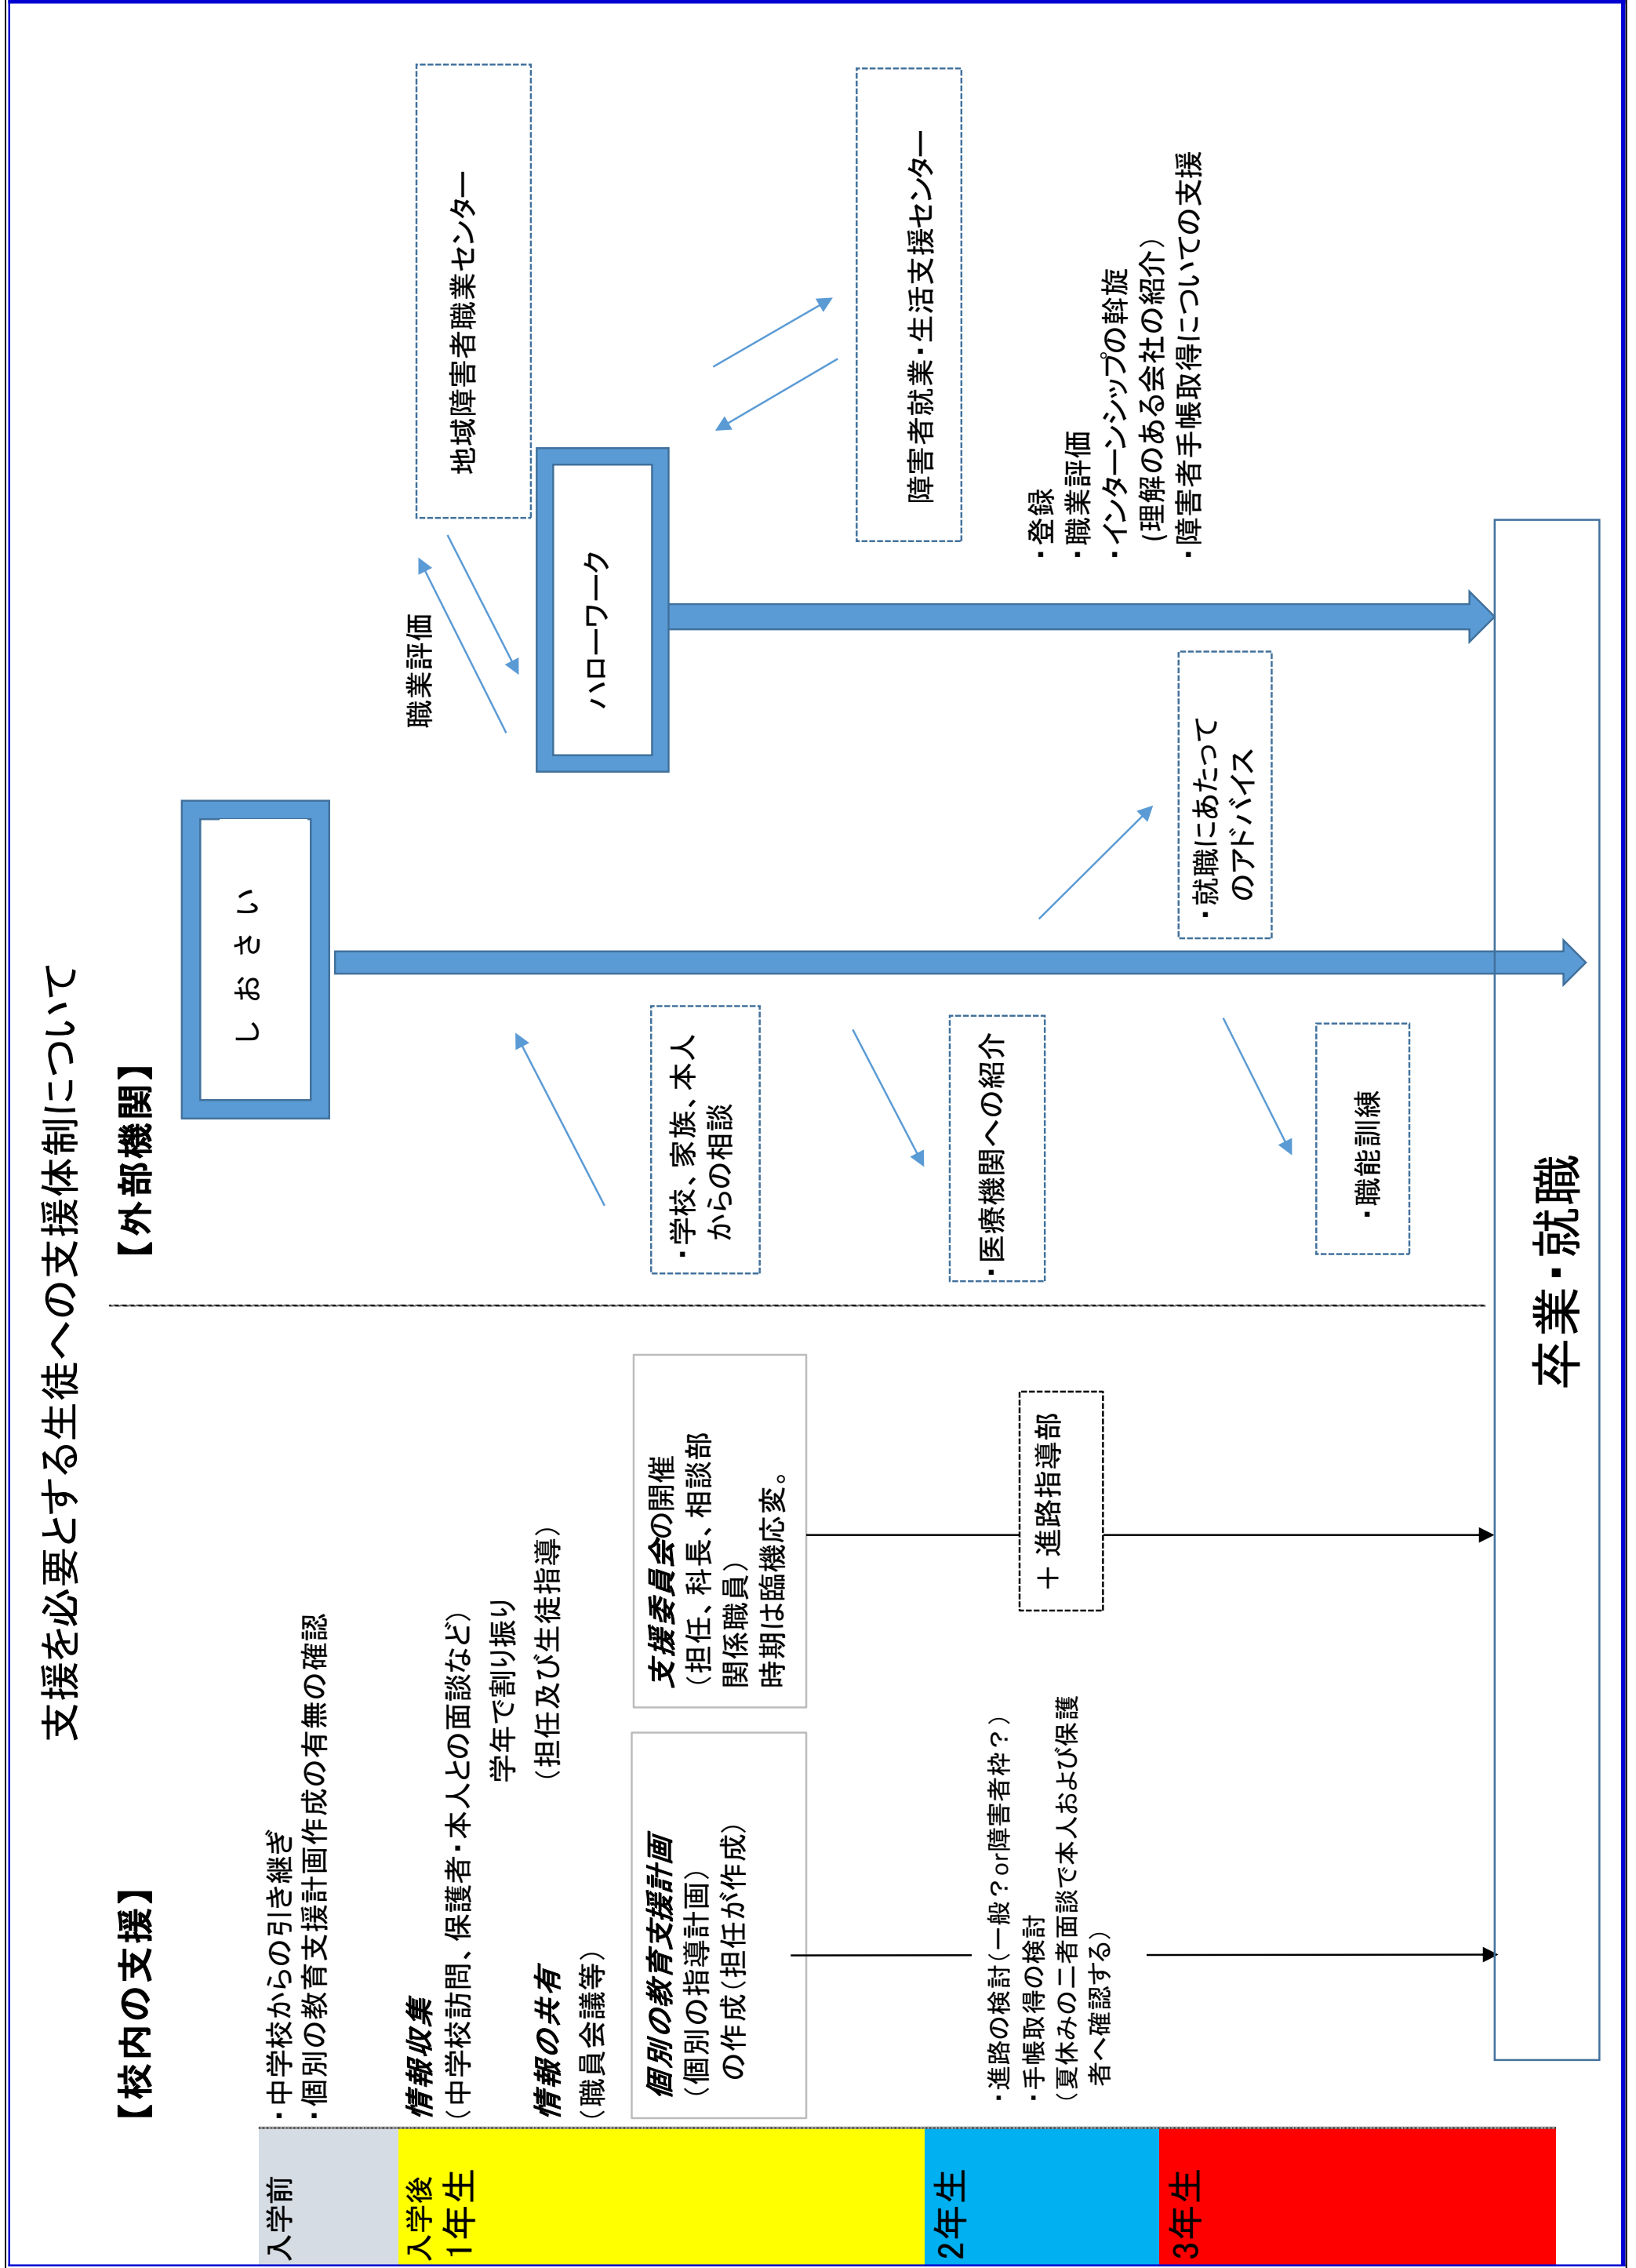 支援を必要とする生徒への支援体制について
【校内の支援】
【外部機関】
入学前
・中学校からの引き継ぎ
・個別の教育支援計画作成の有無の確認
入学後
1年生
情報収集
（中学校訪問、保護者・本人との面談など）
学年で割り振り
情報の共有
（担任及び生徒指導）
（職員会議等）
個別の教育支援計画
（個別の指導計画）
の作成（担任が作成）
支援委員会の開催
（担任、科長、相談部
関係職員）
時期は臨機応変。
2年生
・進路の検討（一般？or障害者枠？）
・手帳取得の検討
（夏休みの二者面談で本人および保護
者へ確認する）
＋ 進路指導部
3年生
しおさい
・学校、家族、本人
からの相談
・医療機関への紹介
・職能訓練
・就職にあたって
のアドバイス
職業評価
地域障害者職業センター
ハローワーク
障害者就業・生活支援センター
・登録
・職業評価
・インターンシップの斡旋
（理解のある会社の紹介）
・障害者手帳取得についての支援
卒業・就職